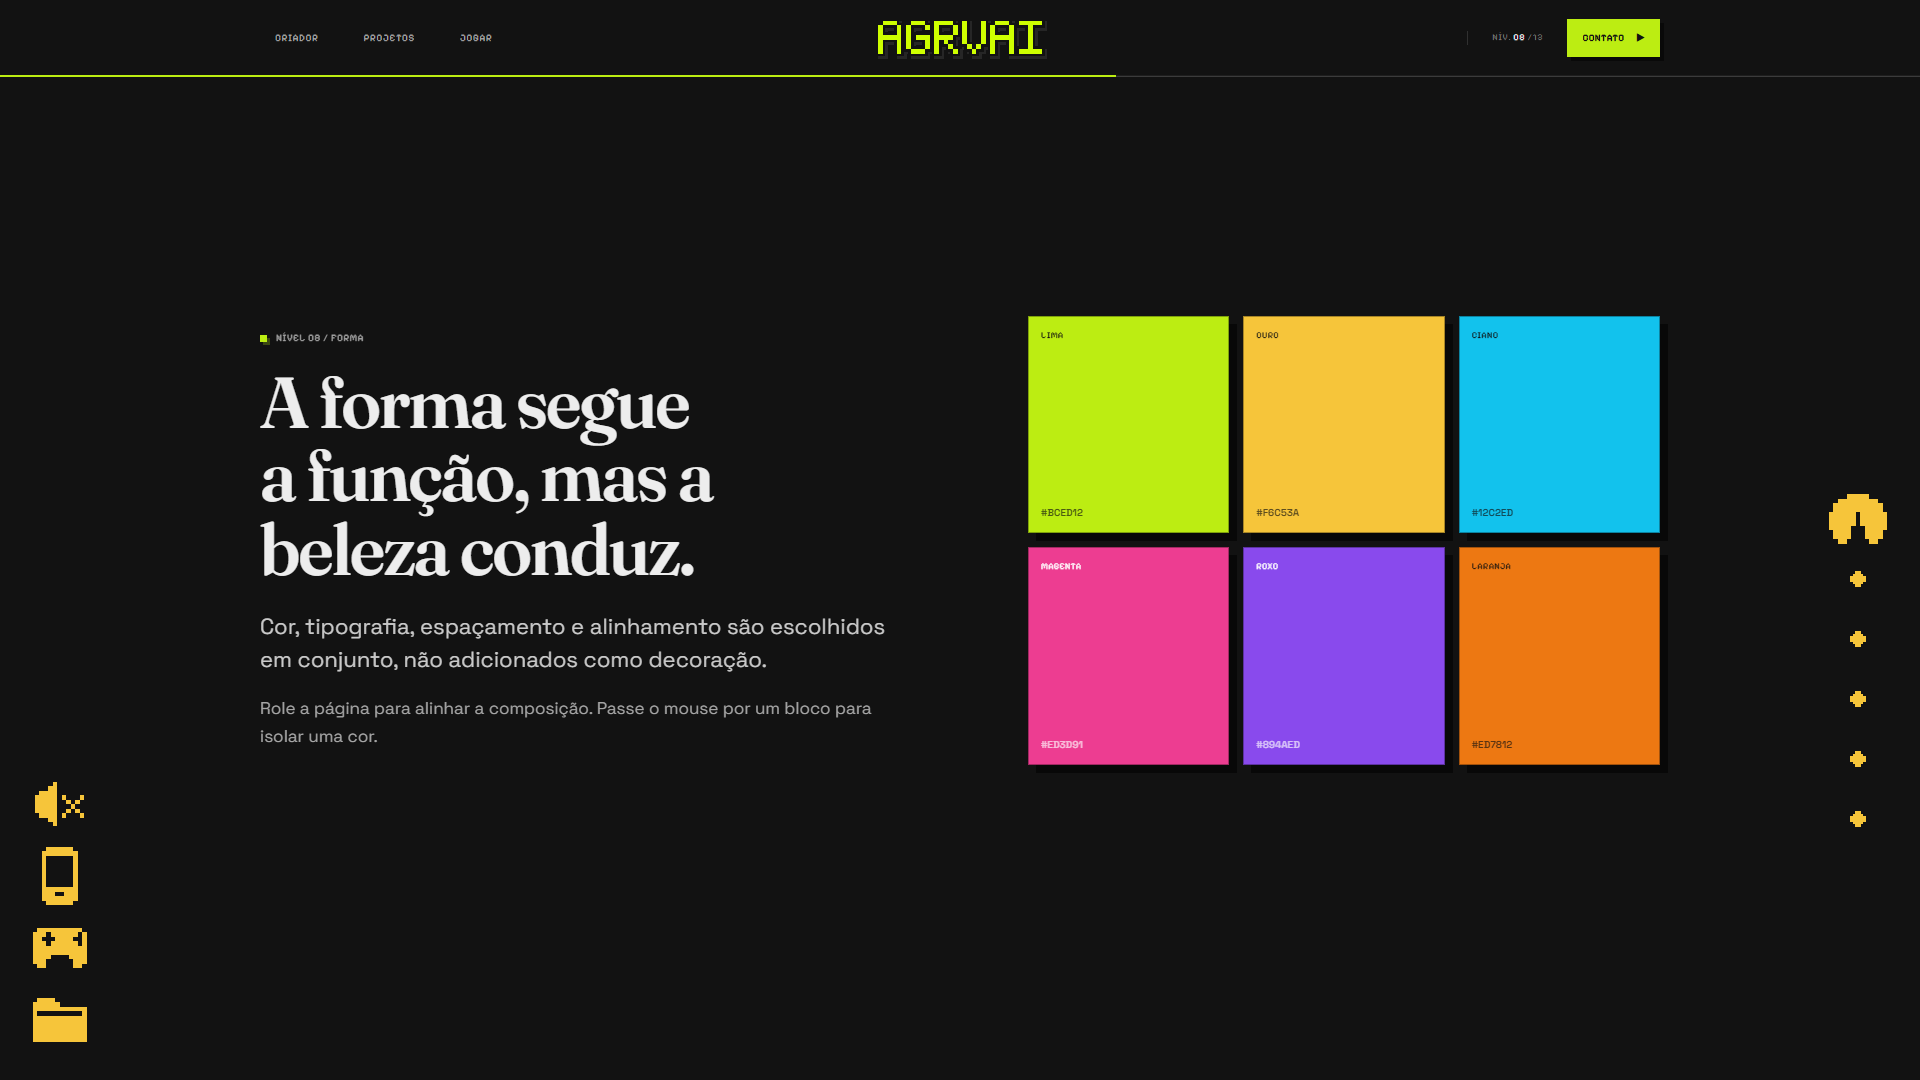 CRIADOR
PROJETOS
JOGAR
AGRVAI
NÍV. 08 /13
CONTATO
NÍVEL 08 / FORMA
A forma segue
a função, mas a
beleza conduz.
Cor, tipografia, espaçamento e alinhamento são escolhidos
em conjunto, não adicionados como decoração.
Role a página para alinhar a composição. Passe o mouse por um bloco para
isolar uma cor.
LIMA
#BCED12
OURO
#F6C53A
CIANO
#12C2ED
MAGENTA
#ED3D91
ROXO
#894AED
LARANJA
#ED7812